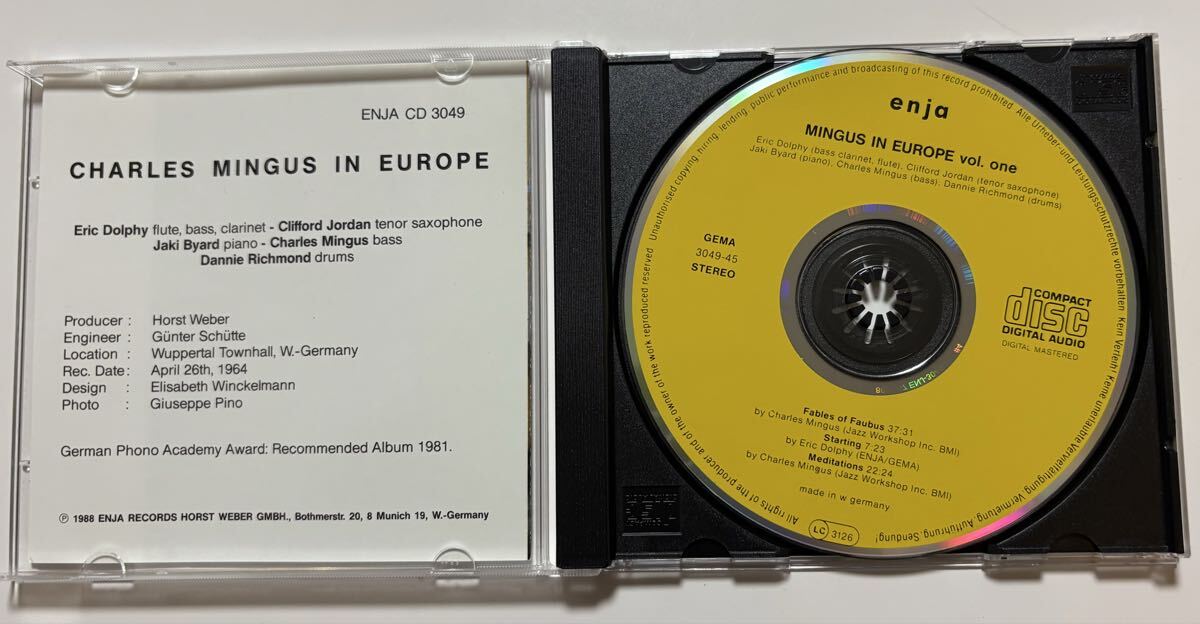 ENJA CD 3049
CHARLES MINGUS IN EUROPE
Eric Dolphy flute, bass, clarinet - Clifford Jordan tenor saxophone
Jaki Byard piano - Charles Mingus bass
Dannie Richmond drums
Producer : Horst Weber
Engineer : Günter Schütte
Location : Wuppertal Townhall, W.-Germany
Rec. Date: April 26th, 1964
Design : Elisabeth Winckelmann
Photo : Giuseppe Pino
German Phono Academy Award: Recommended Album 1981.
℗ 1988 ENJA RECORDS HORST WEBER GMBH., Bothmerstr. 20, 8 Munich 19, W.-Germany
All rights of the producer and of the owner of the work reproduced reserved Unauthorised copying, hiring, lending, public performance and broadcasting of this record prohibited. Alle Urheber- und Leistungsschutzrechte vorbehalten Kein Verleih! Keine unerlaubte Vervielfältigung, Vermietung, Aufführung, Sendung!
enja
MINGUS IN EUROPE vol. one
Eric Dolphy (bass clarinet, flute), Clifford Jordan (tenor saxophone)
Jaki Byard (piano), Charles Mingus (bass), Dannie Richmond (drums)
GEMA
3049-45
STEREO
COMPACT
disc
DIGITAL AUDIO
DIGITAL MASTERED
Fables of Faubus 37:31
by Charles Mingus (Jazz Workshop Inc. BMI)
Starting 7:23
by Eric Dolphy (ENJA/GEMA)
Meditations 22:24
by Charles Mingus (Jazz Workshop Inc. BMI)
made in w germany
LC 3126